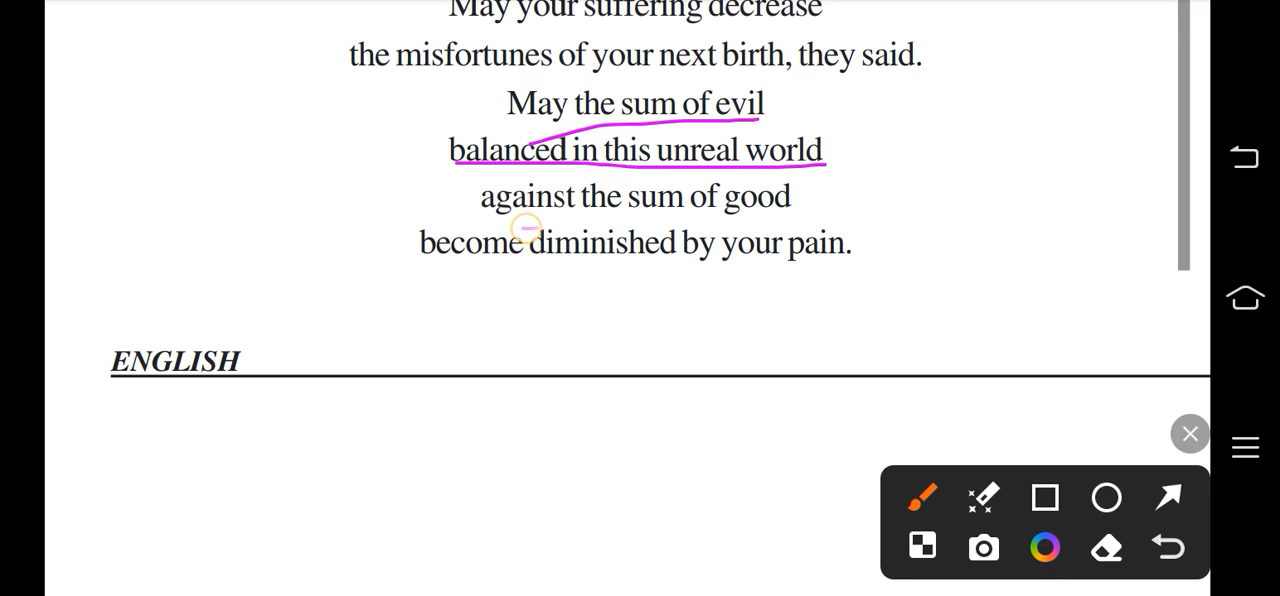 May your suffering decrease
the misfortunes of your next birth, they said.
May the sum of evil
balanced in this unreal world
against the sum of good
become diminished by your pain.
ENGLISH